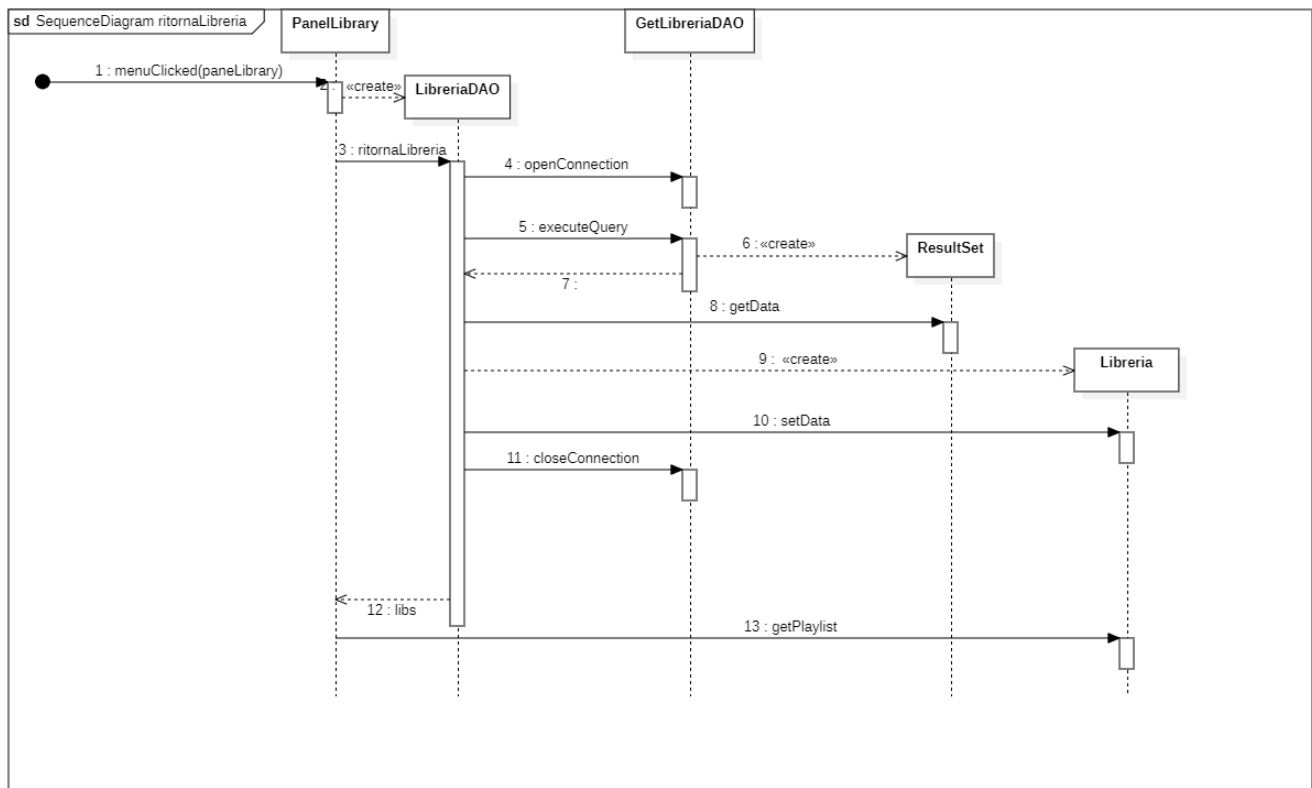 sd SequenceDiagram ritornaLibreria
PanelLibrary
GetLibreriaDAO
1 : menuClicked(paneLibrary)
2 : «create»
LibreriaDAO
3 : ritornaLibreria
4 : openConnection
5 : executeQuery
6 : «create»
ResultSet
7 :
8 : getData
9 : «create»
Libreria
10 : setData
11 : closeConnection
12 : libs
13 : getPlaylist